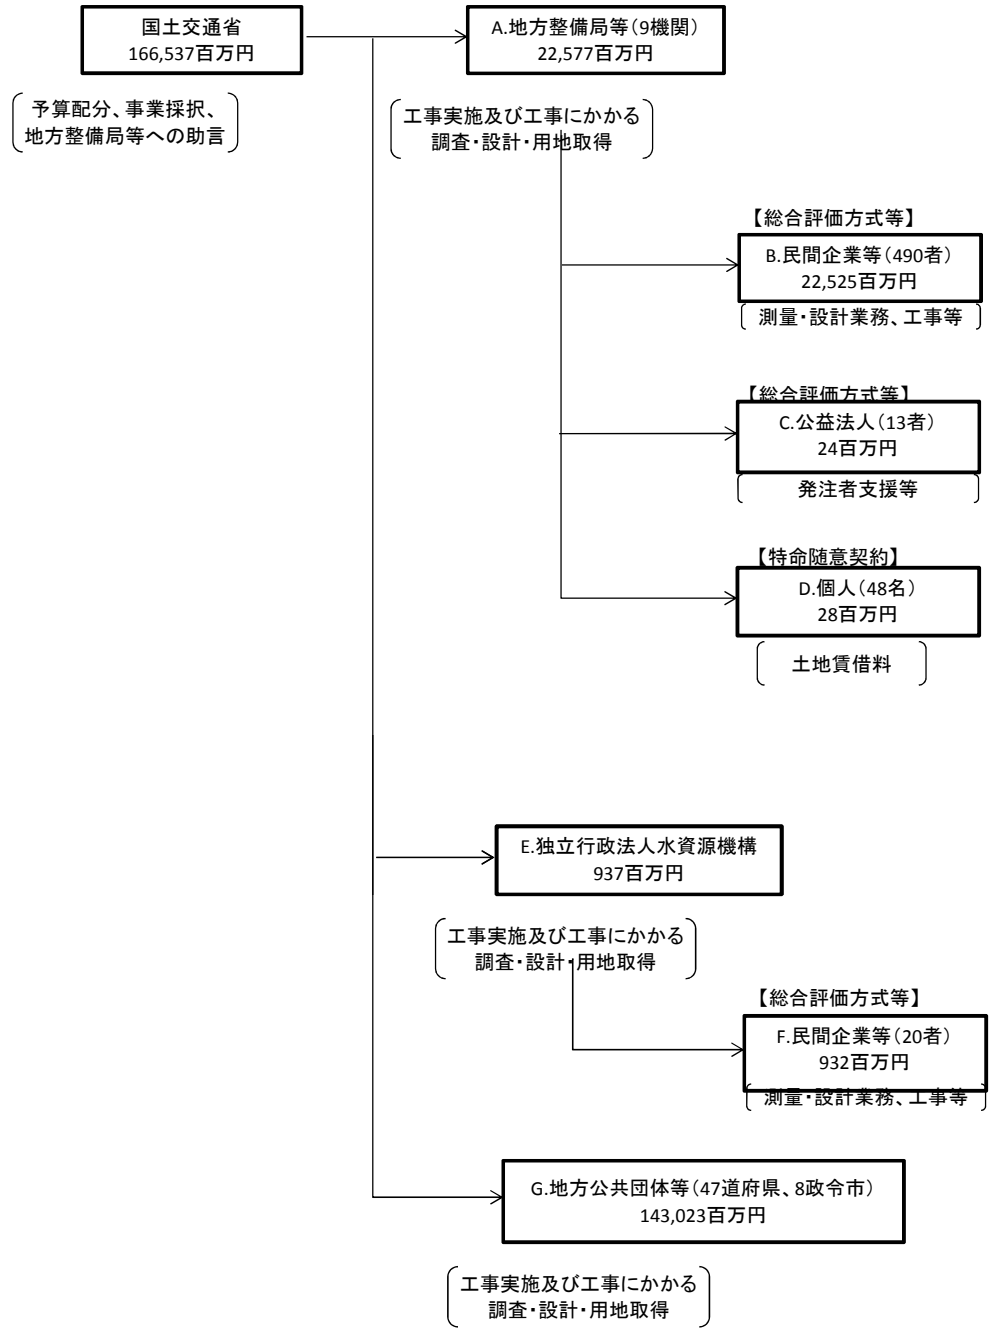 国土交通省
166,537百万円
予算配分、事業採択、
地方整備局等への助言
A.地方整備局等(9機関)
22,577百万円
工事実施及び工事にかかる
調査・設計・用地取得
【総合評価方式等】
B.民間企業等(490者)
22,525百万円
測量・設計業務、工事等
【総合評価方式等】
C.公益法人(13者)
24百万円
発注者支援等
【特命随意契約】
D.個人(48名)
28百万円
土地賃借料
E.独立行政法人水資源機構
937百万円
工事実施及び工事にかかる
調査・設計・用地取得
【総合評価方式等】
F.民間企業等(20者)
932百万円
測量・設計業務、工事等
G.地方公共団体等(47道府県、8政令市)
143,023百万円
工事実施及び工事にかかる
調査・設計・用地取得